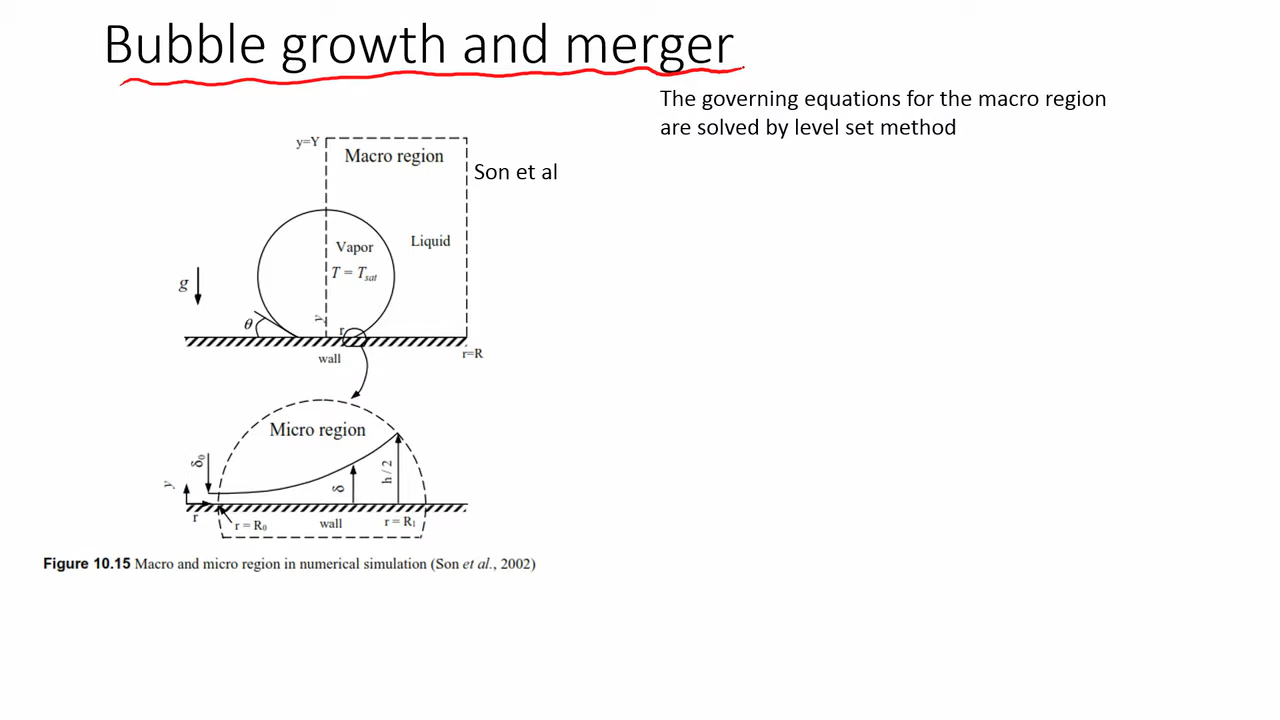 Bubble growth and merger
The governing equations for the macro region
are solved by level set method
y=Y
Macro region
Son et al
Vapor
Liquid
T = Tsat
g
θ
y
r
wall
r=R
Micro region
δ₀
y
δ
h / 2
r
r = R₀
wall
r = R₁
Figure 10.15 Macro and micro region in numerical simulation (Son et al., 2002)